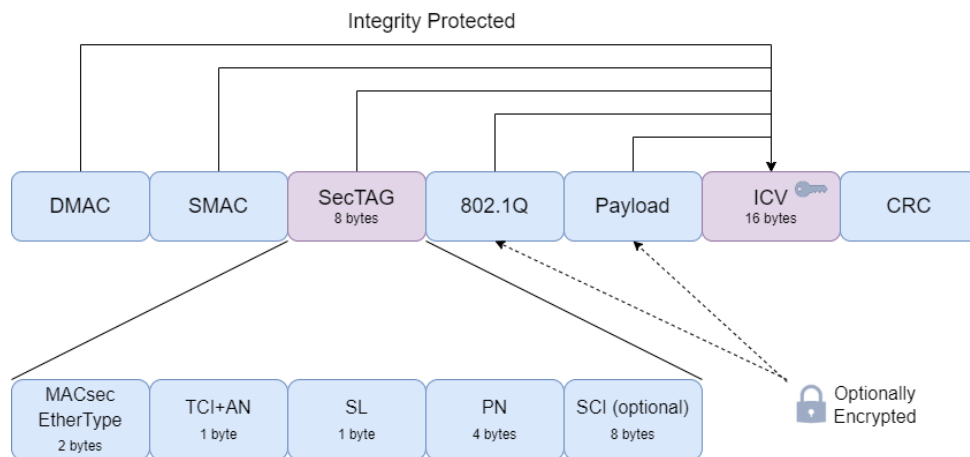 Integrity Protected
DMAC
SMAC
SecTAG
8 bytes
802.1Q
Payload
ICV
16 bytes
CRC
MACsec
EtherType
2 bytes
TCI+AN
1 byte
SL
1 byte
PN
4 bytes
SCI (optional)
8 bytes
Optionally
Encrypted